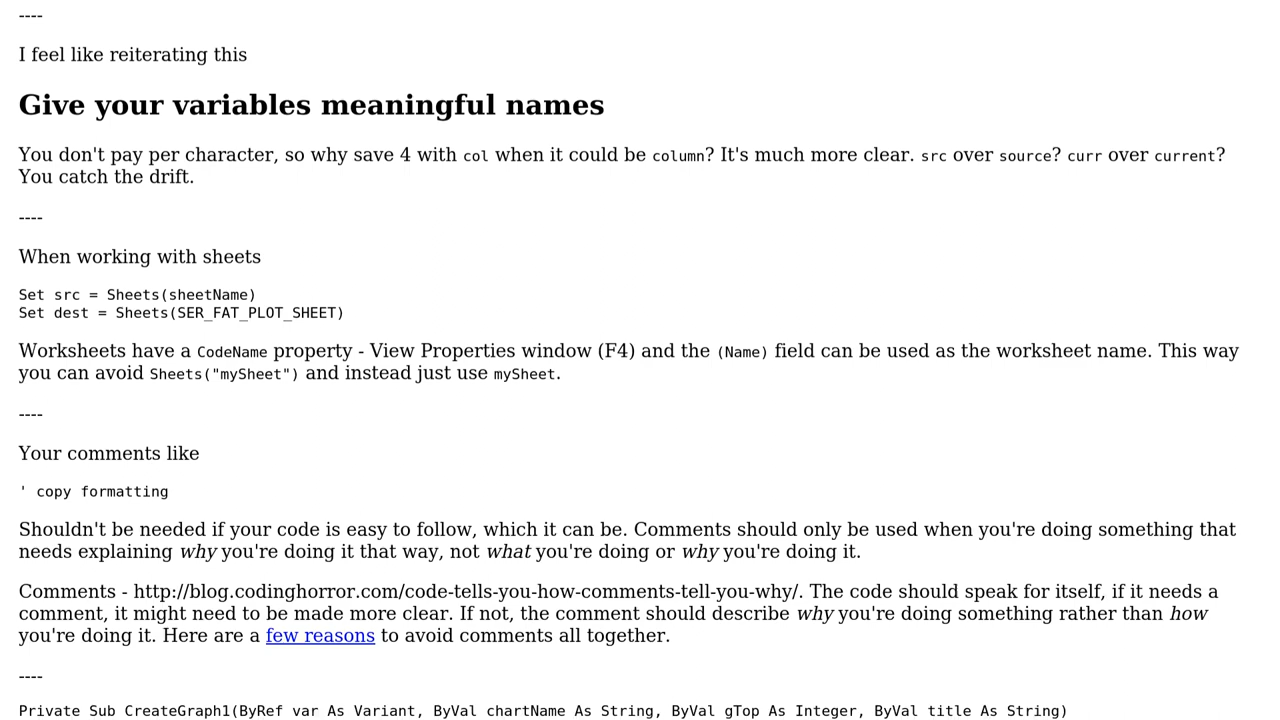 ----
I feel like reiterating this
Give your variables meaningful names
You don't pay per character, so why save 4 with col when it could be column? It's much more clear. src over source? curr over current?
You catch the drift.
----
When working with sheets
Set src = Sheets(sheetName)
Set dest = Sheets(SER_FAT_PLOT_SHEET)
Worksheets have a CodeName property - View Properties window (F4) and the (Name) field can be used as the worksheet name. This way
you can avoid Sheets("mySheet") and instead just use mySheet.
----
Your comments like
' copy formatting
Shouldn't be needed if your code is easy to follow, which it can be. Comments should only be used when you're doing something that
needs explaining why you're doing it that way, not what you're doing or why you're doing it.
Comments - http://blog.codinghorror.com/code-tells-you-how-comments-tell-you-why/. The code should speak for itself, if it needs a
comment, it might need to be made more clear. If not, the comment should describe why you're doing something rather than how
you're doing it. Here are a few reasons to avoid comments all together.
----
Private Sub CreateGraph1(ByRef var As Variant, ByVal chartName As String, ByVal gTop As Integer, ByVal title As String)